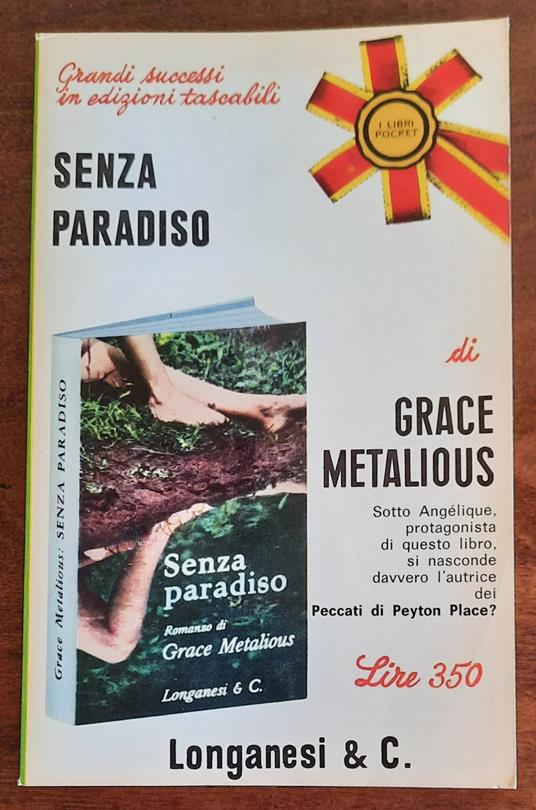 Grandi successi
in edizioni tascabili
I LIBRI
POCKET
SENZA
PARADISO
di
GRACE
METALIOUS
Sotto Angélique,
protagonista
di questo libro,
si nasconde
davvero l'autrice
dei
Peccati di Peyton Place?
Grace Metalious: SENZA PARADISO
Senza
paradiso
Romanzo di
Grace Metalious
Longanesi & C.
Lire 350
Longanesi & C.